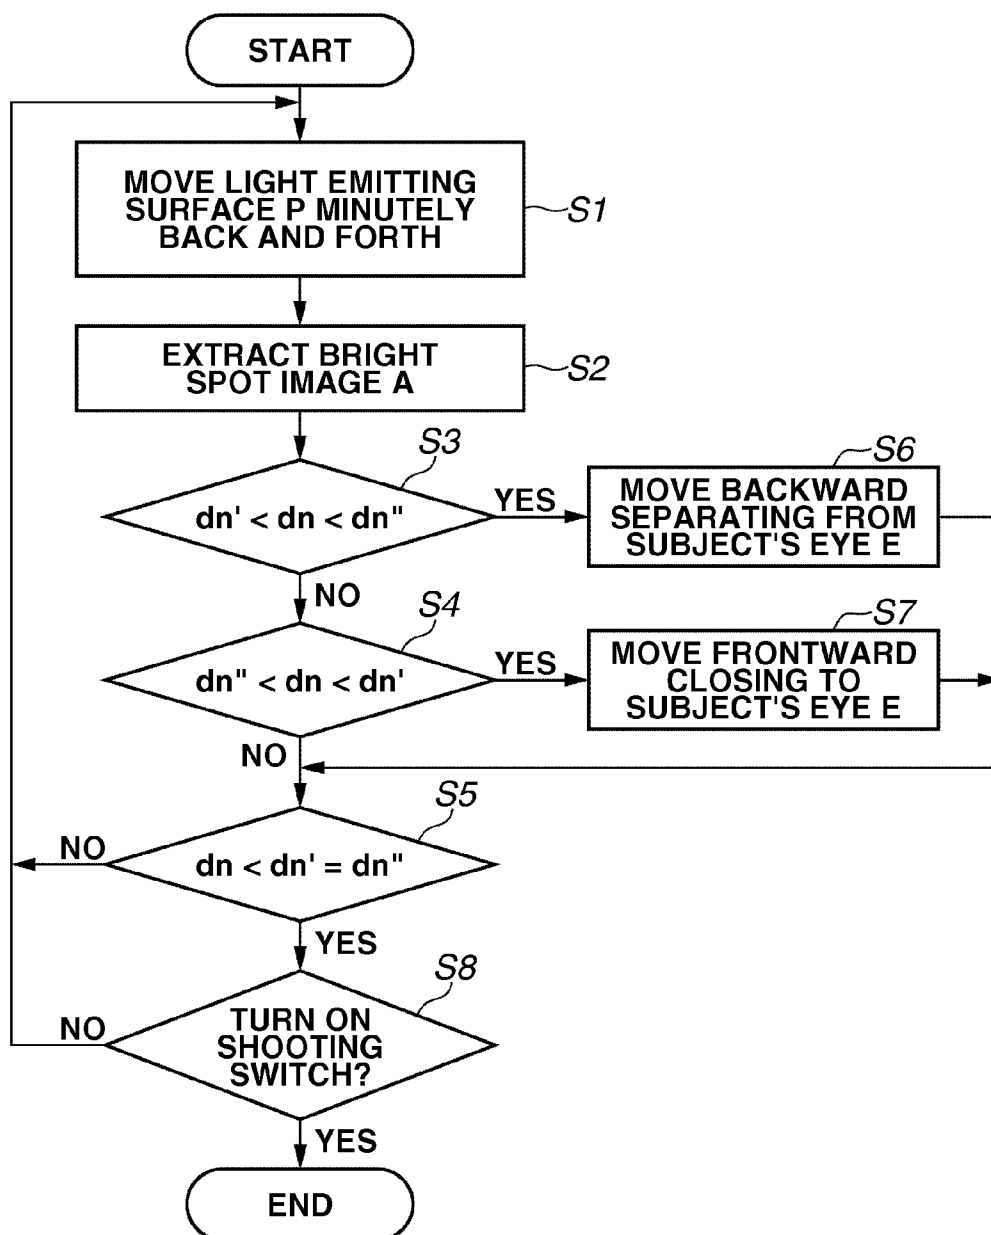 START
MOVE LIGHT EMITTING
SURFACE P MINUTELY
BACK AND FORTH
S1
EXTRACT BRIGHT
SPOT IMAGE A
S2
S3
dn' < dn < dn"
YES
S6
MOVE BACKWARD
SEPARATING FROM
SUBJECT'S EYE E
NO
S4
dn" < dn < dn'
YES
S7
MOVE FRONTWARD
CLOSING TO
SUBJECT'S EYE E
NO
S5
dn < dn' = dn"
NO
YES
S8
TURN ON
SHOOTING
SWITCH?
NO
YES
END